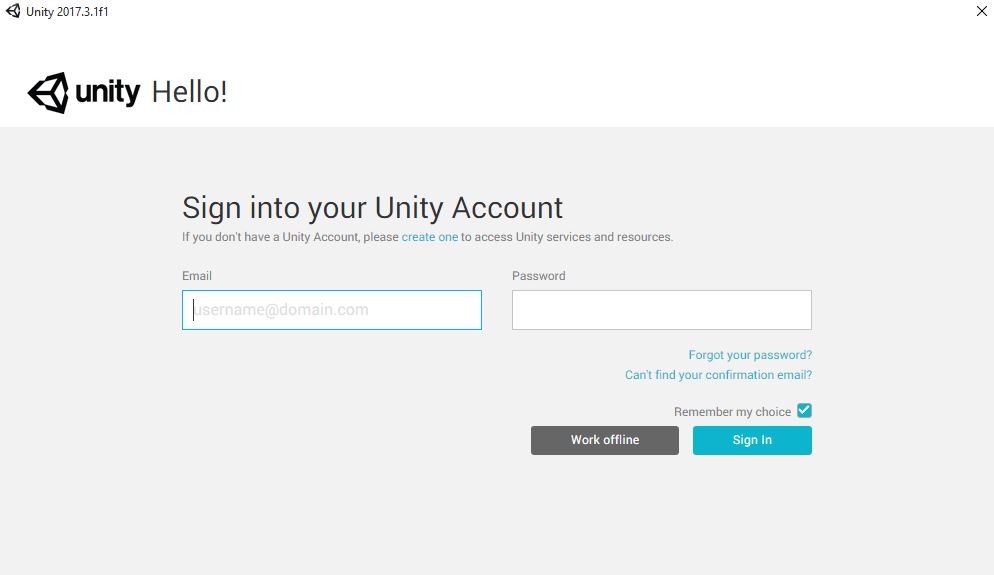 Unity 2017.3.1f1
unity Hello!
Sign into your Unity Account
If you don't have a Unity Account, please create one to access Unity services and resources.
Email
Password
username@domain.com
Forgot your password?
Can't find your confirmation email?
Remember my choice
Work offline
Sign In